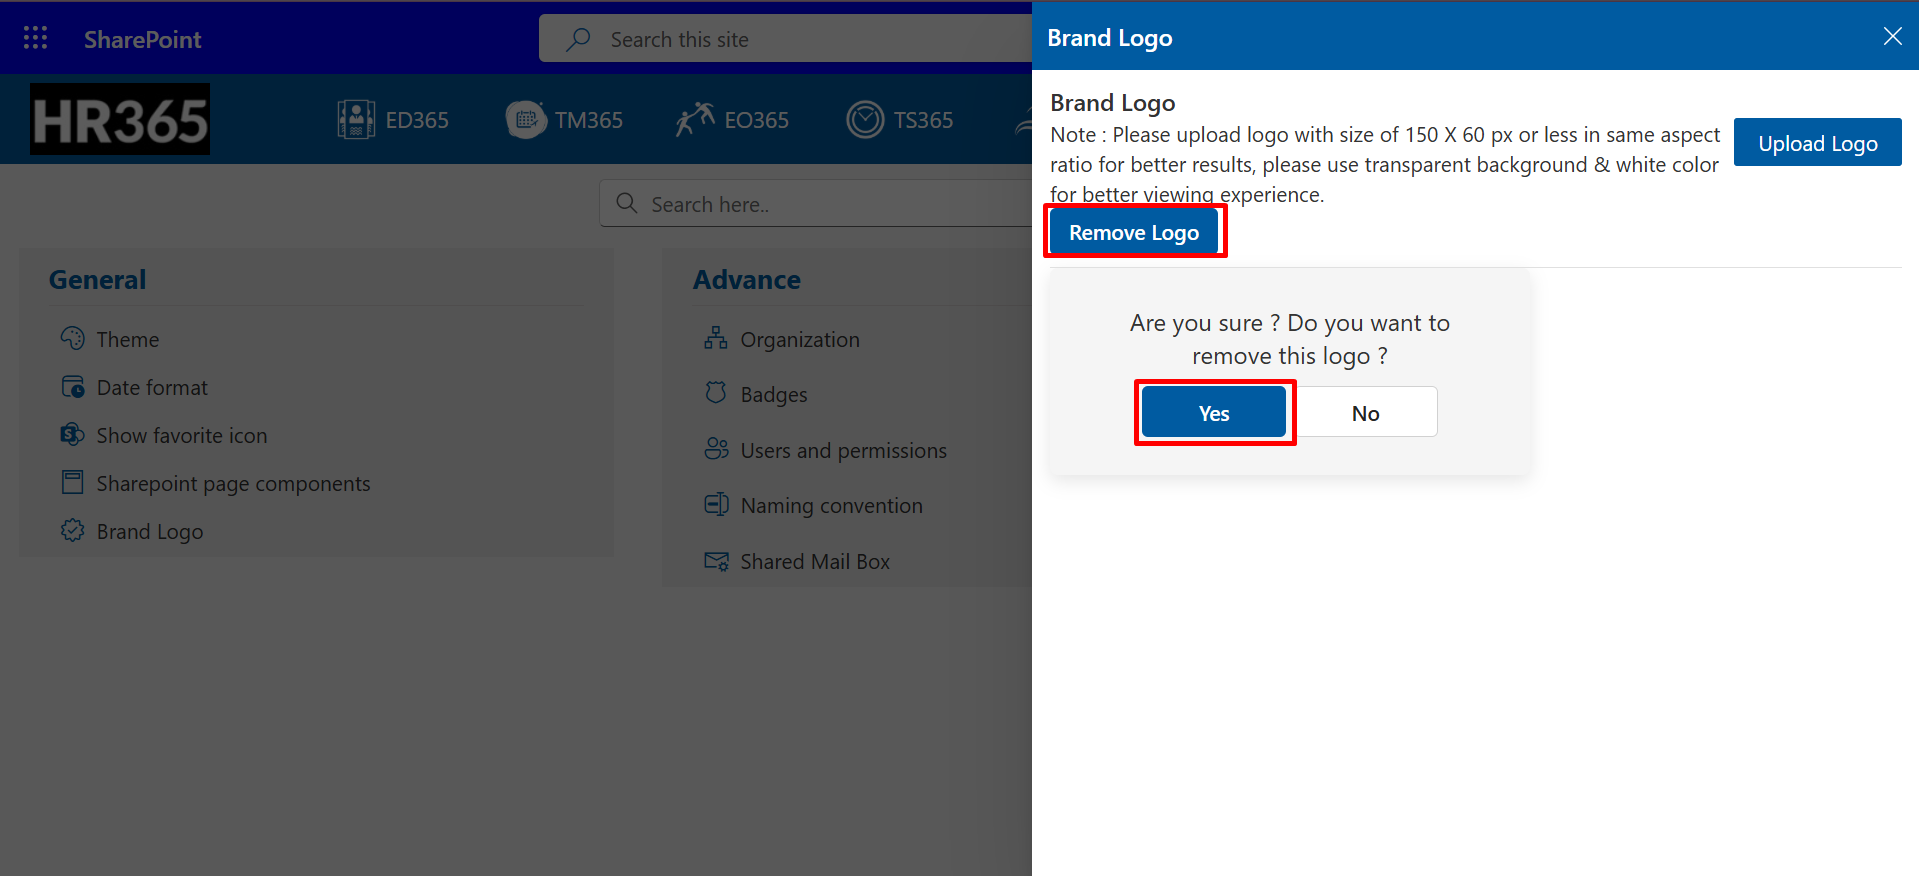 SharePoint
Search this site
HR365
ED365
TM365
EO365
TS365
Search here..
General
Theme
Date format
Show favorite icon
Sharepoint page components
Brand Logo
Advance
Organization
Badges
Users and permissions
Naming convention
Shared Mail Box
Brand Logo
Brand Logo
Note : Please upload logo with size of 150 X 60 px or less in same aspect
ratio for better results, please use transparent background & white color
for better viewing experience.
Upload Logo
Remove Logo
Are you sure ? Do you want to
remove this logo ?
Yes
No